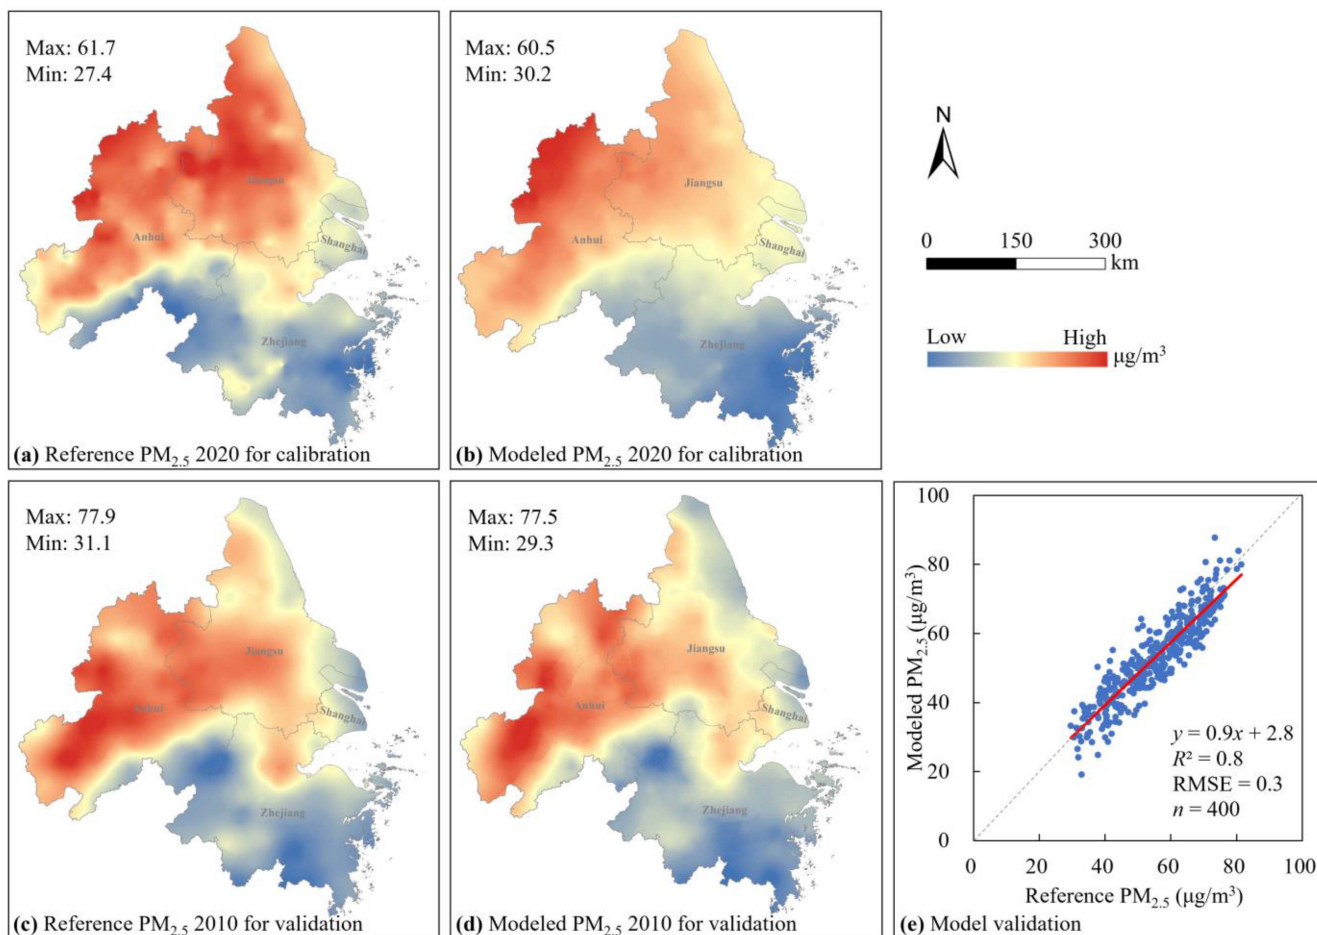 Max: 61.7
Min: 27.4
Jiangsu
Anhui
Shanghai
Zhejiang
(a) Reference PM2.5 2020 for calibration
Max: 60.5
Min: 30.2
Jiangsu
Anhui
Shanghai
Zhejiang
(b) Modeled PM2.5 2020 for calibration
N
0 150 300
km
Low High
μg/m³
Max: 77.9
Min: 31.1
Jiangsu
Anhui
Shanghai
Zhejiang
(c) Reference PM2.5 2010 for validation
Max: 77.5
Min: 29.3
Jiangsu
Anhui
Shanghai
Zhejiang
(d) Modeled PM2.5 2010 for validation
100
80
60
40
20
0
Modeled PM2.5 (μg/m³)
y = 0.9x + 2.8
R² = 0.8
RMSE = 0.3
n = 400
0 20 40 60 80 100
Reference PM2.5 (μg/m³)
(e) Model validation